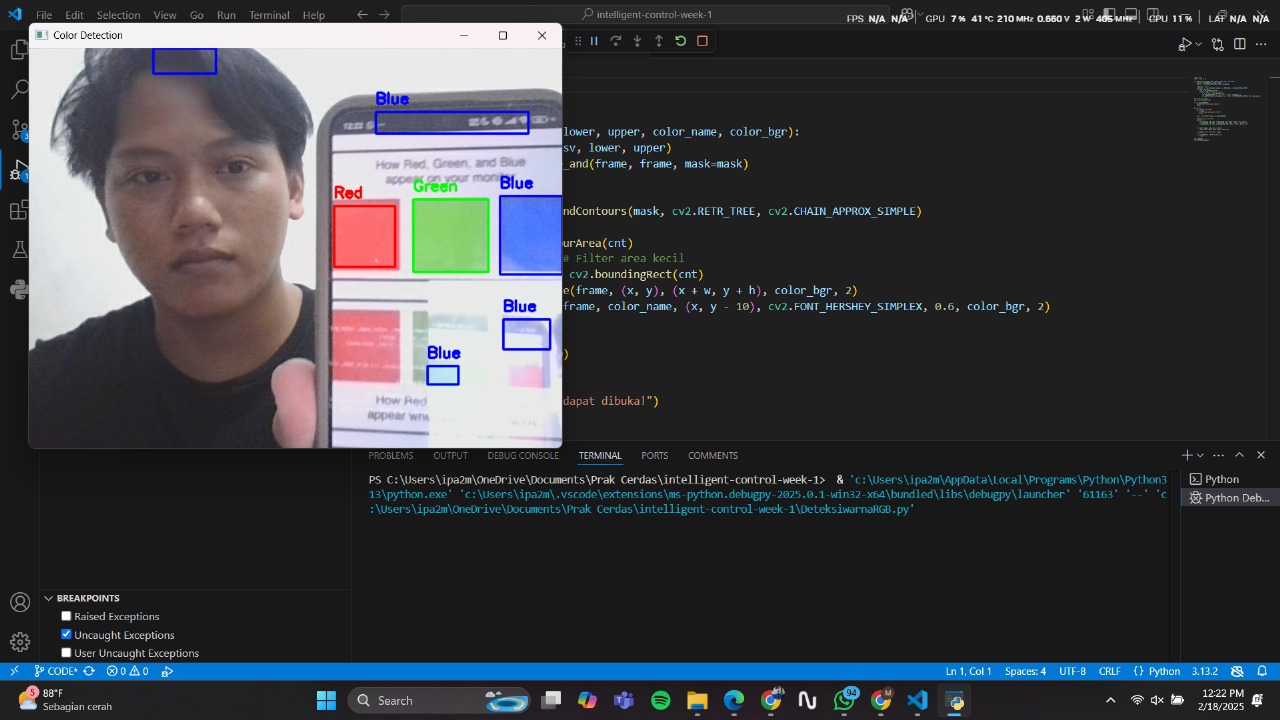 File Edit Selection View Go Run Terminal Help
intelligent-control-week-1
FPS N/A N/A GPU 7 % 41 °C 210 MHz 0.660 V 2 W 405 MHz CPU 11 % LAT N/A N/A
Color Detection
Blue
12:22
How Red, Green, and Blue
appear on your monitor
Red
Green
Blue
Blue
Blue
How Red
appear
lower, upper, color_name, color_bgr):
sv, lower, upper)
_and(frame, frame, mask=mask)
ndContours(mask, cv2.RETR_TREE, cv2.CHAIN_APPROX_SIMPLE)
urArea(cnt)
# Filter area kecil
cv2.boundingRect(cnt)
e(frame, (x, y), (x + w, y + h), color_bgr, 2)
frame, color_name, (x, y - 10), cv2.FONT_HERSHEY_SIMPLEX, color_bgr, 2)
)
dapat dibuka!")
PROBLEMS OUTPUT DEBUG CONSOLE TERMINAL PORTS COMMENTS
PS C:\Users\ipa2m\OneDrive\Documents\Prak Cerdas\intelligent-control-week-1> & 'c:\Users\ipa2m\AppData\Local\Programs\Python\Python3
13\python.exe' 'c:\Users\ipa2m\.vscode\extensions\ms-python.debugpy-2025.0.1-win32-x64\bundled\libs\debugpy\launcher' '61163' '--' 'c
:\Users\ipa2m\OneDrive\Documents\Prak Cerdas\intelligent-control-week-1\DeteksiwarnaRGB.py'
Python
Python Deb...
BREAKPOINTS
Raised Exceptions
Uncaught Exceptions
User Uncaught Exceptions
CODE* 0 0 Ln 1, Col 1 Spaces: 4 UTF-8 CRLF {} Python 3.13.2
5
88°F
Sebagian cerah
Search
94
M
12:22 PM
2/18/2025